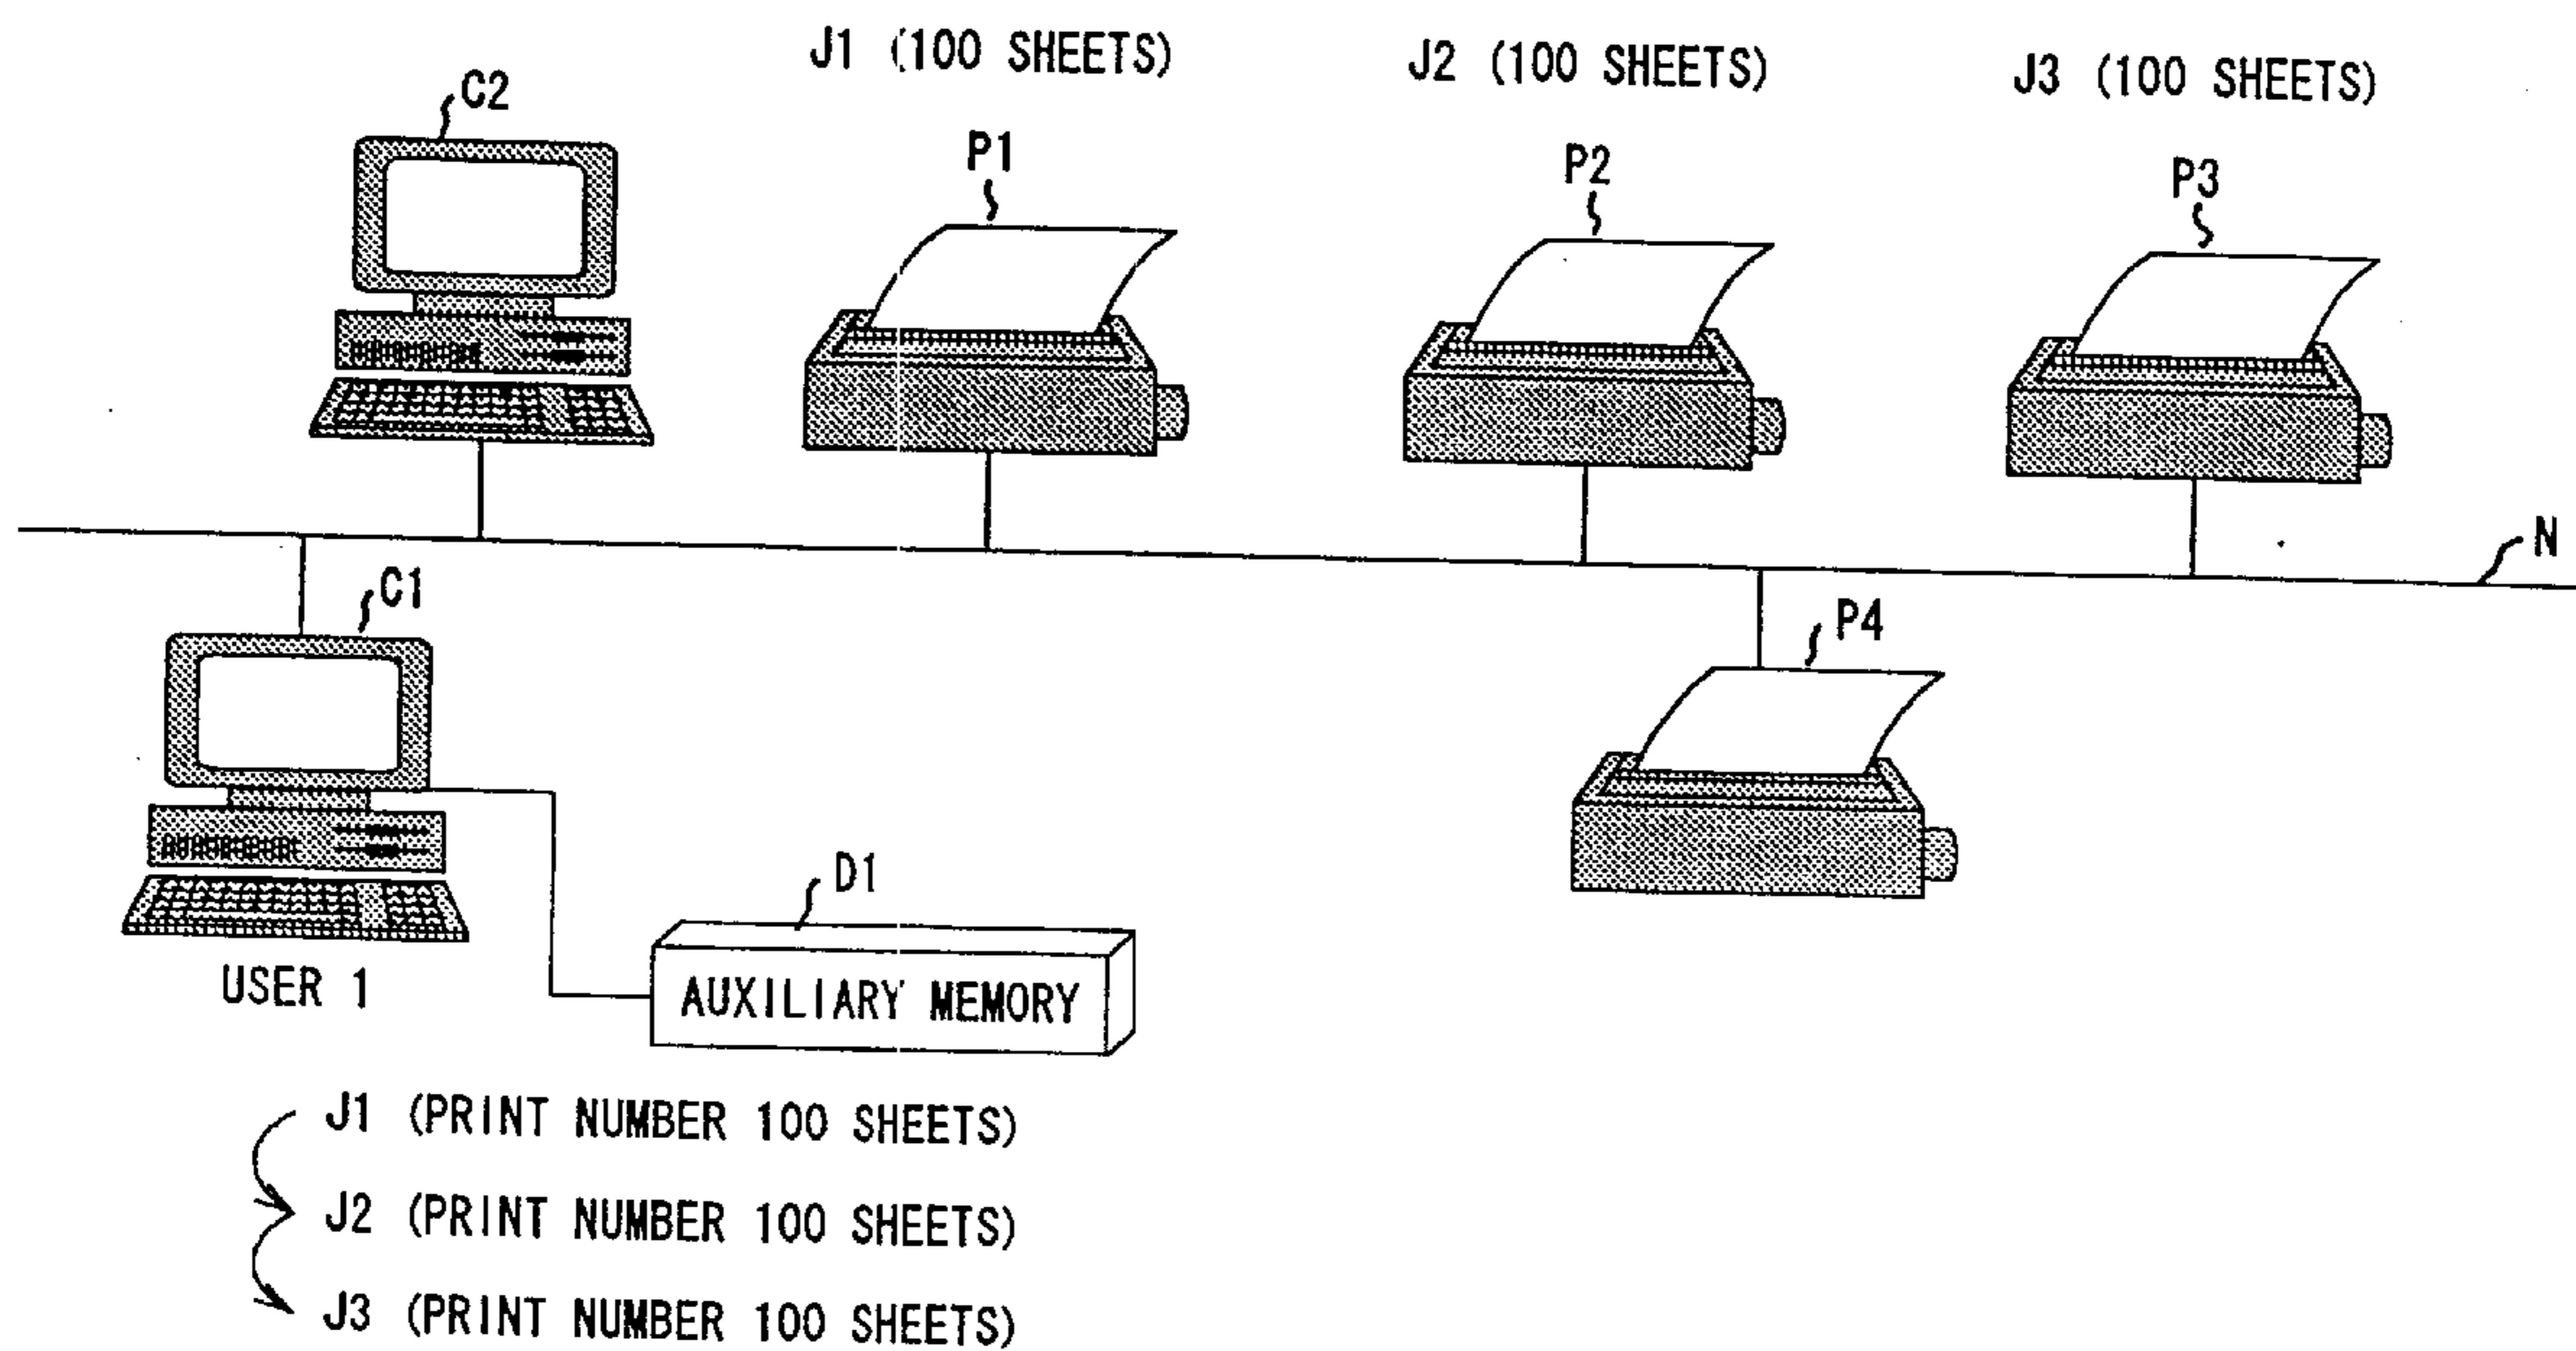 J1 (100 SHEETS)
J2 (100 SHEETS)
J3 (100 SHEETS)
C2
P1
P2
P3
N
C1
P4
D1
USER 1
AUXILIARY MEMORY
J1 (PRINT NUMBER 100 SHEETS)
J2 (PRINT NUMBER 100 SHEETS)
J3 (PRINT NUMBER 100 SHEETS)